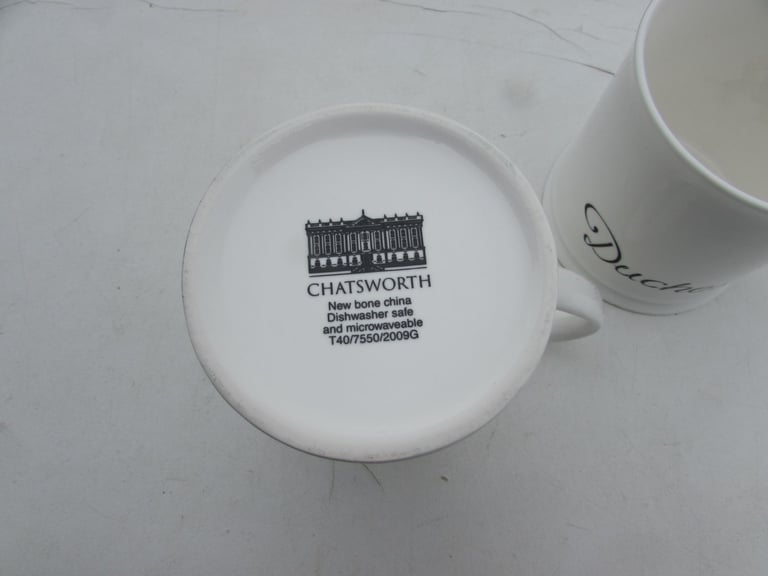 CHATSWORTH
New bone china
Dishwasher safe
and microwaveable
T40/7550/2009G